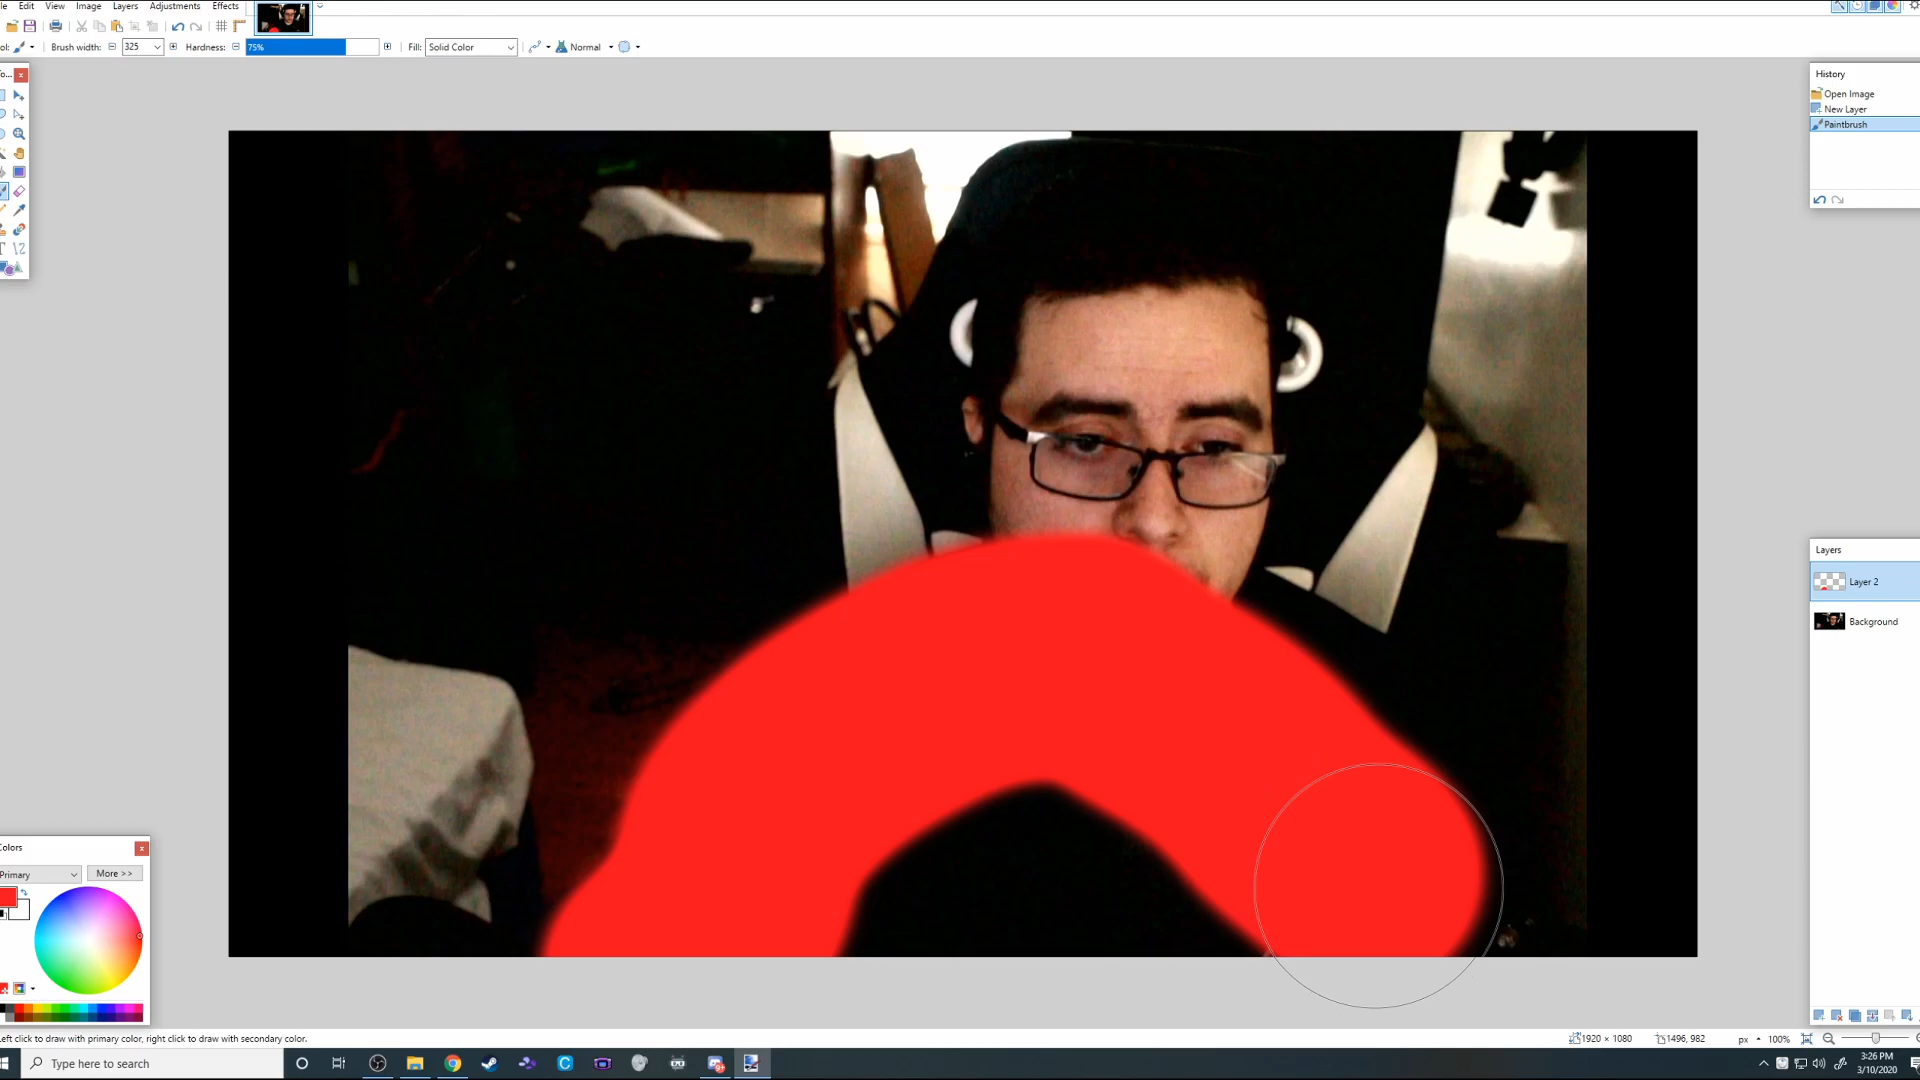 Edit View Image Layers Adjustments Effects
Brush width: 325 Hardness: 75% Fill: Solid Color Normal
History
Open Image
New Layer
Paintbrush
Layers
Layer 2
Background
Colors
Primary More >>
Left click to draw with primary color, right click to draw with secondary color.
1920 × 1080 1496, 982 px 100%
Type here to search
3:26 PM
3/10/2020